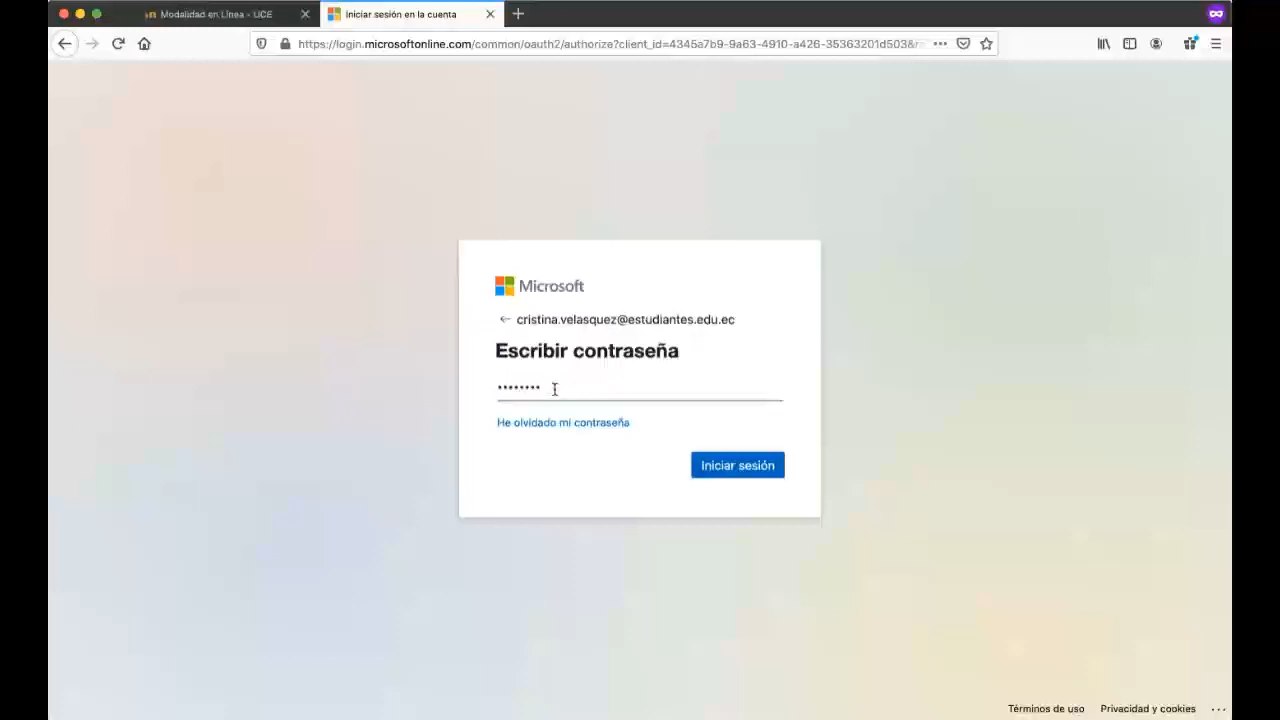 Modalidad en Línea - UCE
Iniciar sesión en la cuenta
https://login.microsoftonline.com/common/oauth2/authorize?client_id=4345a7b9-9a63-4910-a426-35363201d503&
Microsoft
cristina.velasquez@estudiantes.edu.ec
Escribir contraseña
••••••••
He olvidado mi contraseña
Iniciar sesión
Términos de uso Privacidad y cookies ...